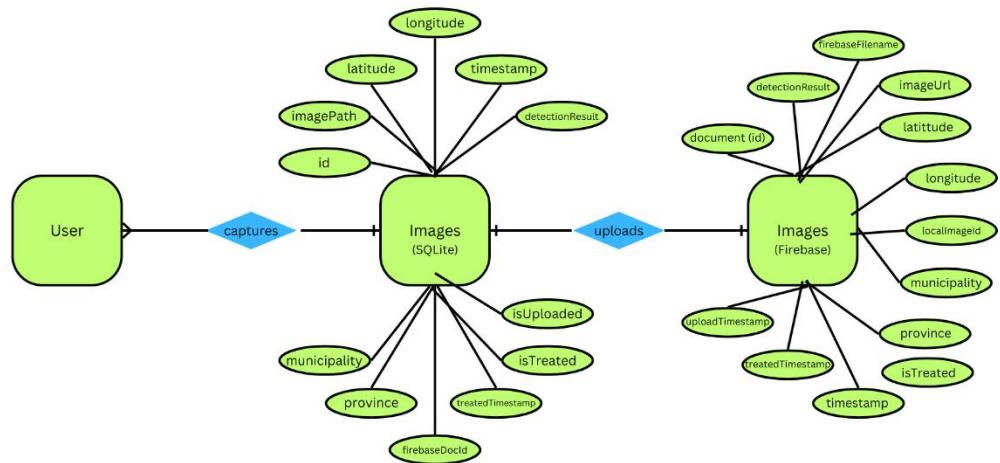 longitude
latitude
timestamp
imagePath
detectionResult
id
User
captures
Images
(SQLite)
isUploaded
municipality
isTreated
province
treatedTimestamp
firebaseDocId
uploads
firebaseFilename
detectionResult
imageUrl
document (id)
latittude
longitude
Images
(Firebase)
localImageId
municipality
uploadTimestamp
province
treatedTimestamp
isTreated
timestamp